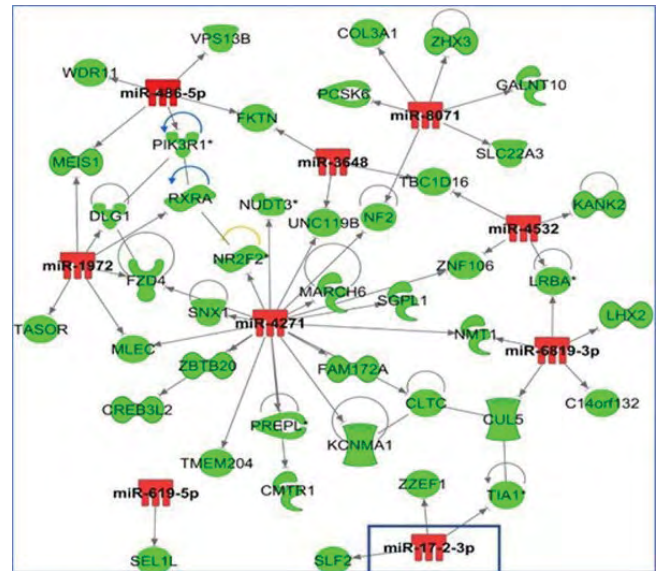 VPS13B
COL3A1
ZHX3
WDR11
miR-486-5p
PCSK6
GALNT10
miR-8071
FKTN
PIK3R1*
SLC22A3
MEIS1
miR-3648
TBC1D16
RXRA
NUDT3*
KANK2
DLG1
UNC119B
NF2
miR-4532
NR2F2*
miR-1972
ZNF106
FZD4
LRBA*
MARCH6
SGPL1
SNX1
LHX2
miR-4271
TASOR
NMT1
MLEC
miR-6819-3p
ZBTB20
FAM172A
CREB3L2
CLTC
C14orf132
PREPL*
CUL5
KCNMA1
TMEM204
CMTR1
miR-619-5p
ZZEF1
TIA1*
miR-17-2-3p
SEL1L
SLF2